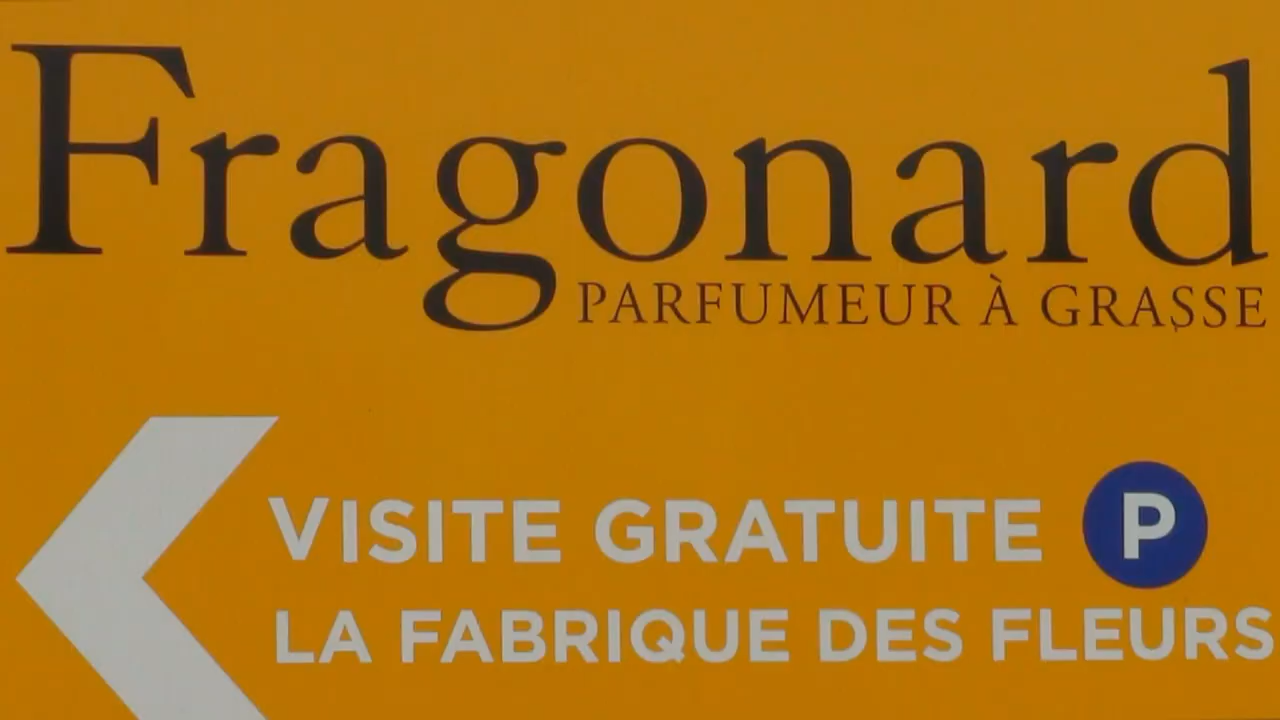 Fragonard
PARFUMEUR À GRASSE
VISITE GRATUITE P
LA FABRIQUE DES FLEURS